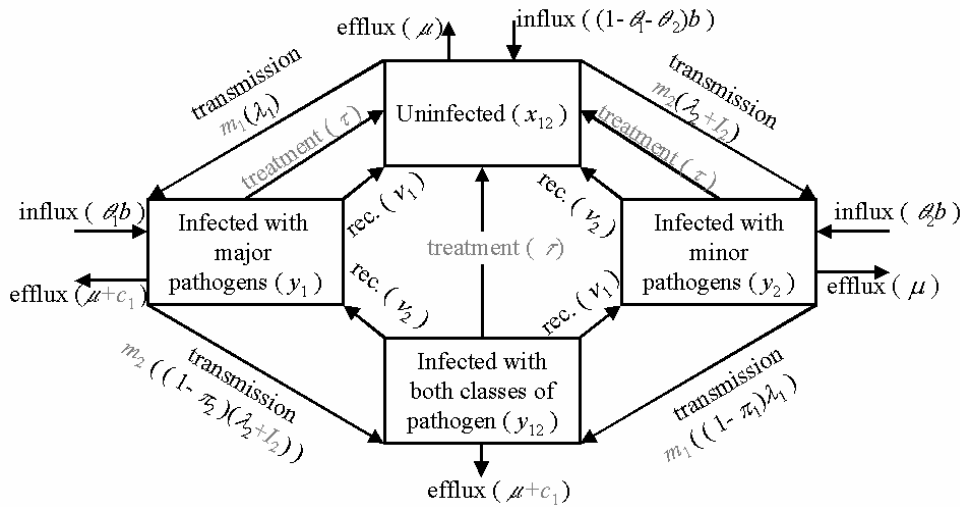 efflux ( μ)
influx ( (1- θ₁- θ₂)b )
transmission
m₁(λ₁)
treatment ( τ)
Uninfected ( x₁₂ )
transmission
m₂(λ₂+I₂)
treatment ( τ)
influx ( θ₁b )
Infected with
major
pathogens ( y₁ )
efflux ( μ+c₁ )
rec. ( ν₁)
rec. ( ν₂)
treatment ( τ)
rec. ( ν₂)
rec. ( ν₁)
Infected with
minor
pathogens ( y₂ )
influx ( θ₂b )
efflux ( μ)
transmission
m₂ ( (1- π₂ )(λ₂+I₂) )
Infected with
both classes of
pathogen ( y₁₂ )
transmission
m₁ ((1- π₁)λ₁)
efflux ( μ+c₁ )